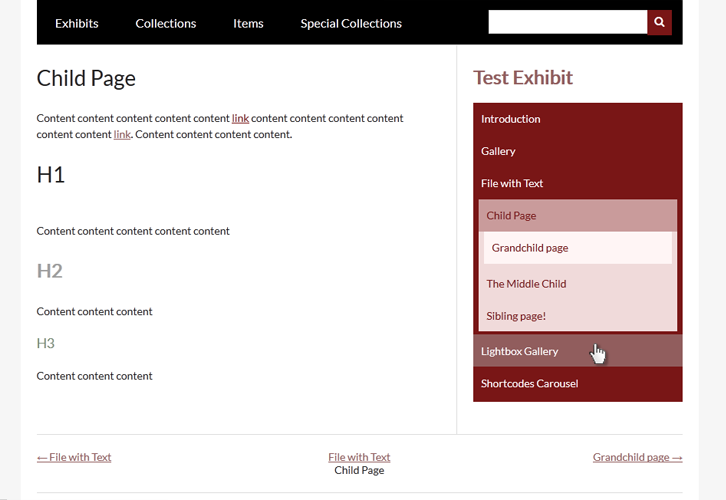 Exhibits Collections Items Special Collections
Child Page
Content content content content content link content content content content
content content link. Content content content content.
H1
Content content content content content
H2
Content content content
H3
Content content content
Test Exhibit
Introduction
Gallery
File with Text
Child Page
Grandchild page
The Middle Child
Sibling page!
Lightbox Gallery
Shortcodes Carousel
← File with Text
File with Text
Child Page
Grandchild page →